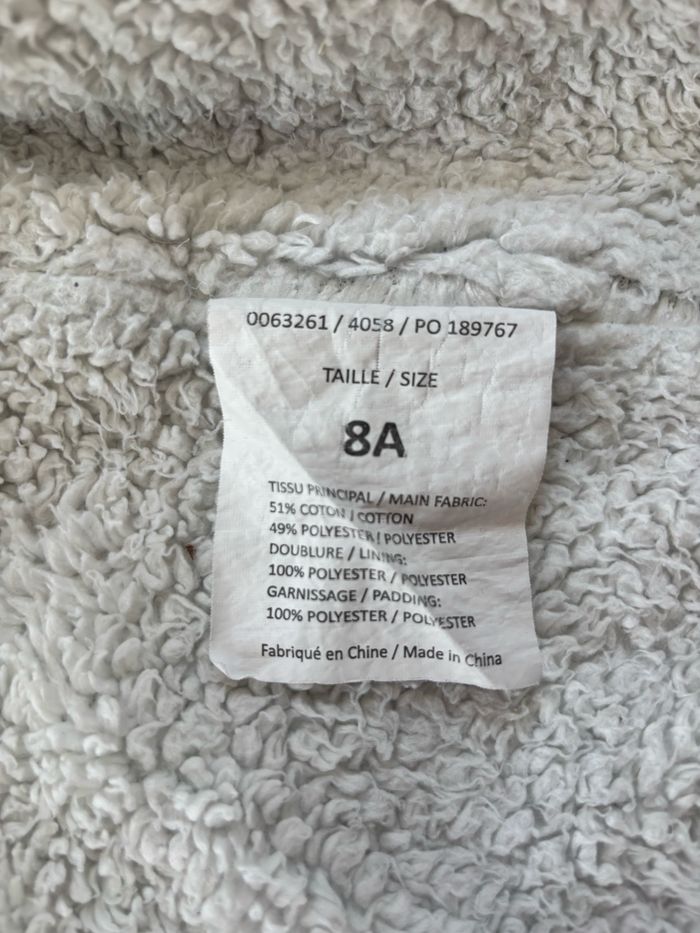 0063261 / 4058 / PO 189767
TAILLE / SIZE
8A
TISSU PRINCIPAL / MAIN FABRIC:
51% COTON / COTTON
49% POLYESTER / POLYESTER
DOUBLURE / LINING:
100% POLYESTER / POLYESTER
GARNISSAGE / PADDING:
100% POLYESTER / POLYESTER
Fabriqué en Chine / Made in China